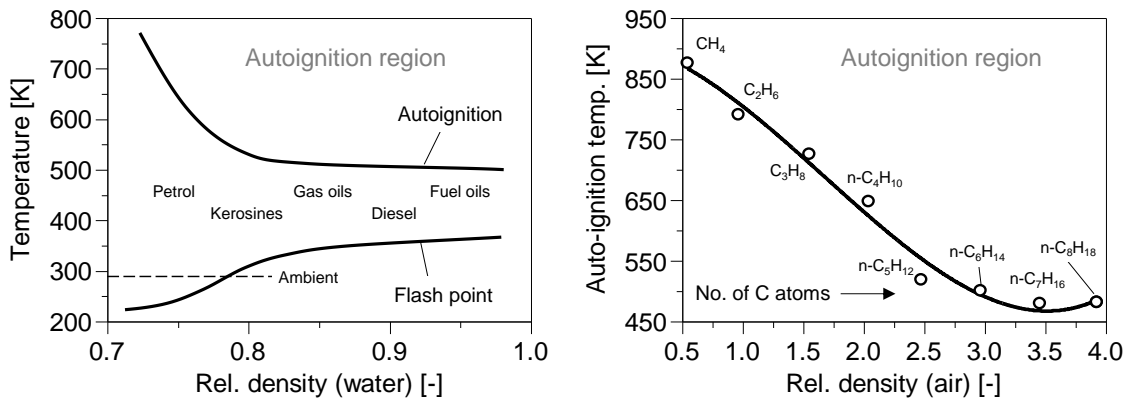 800
700
600
500
400
300
200
Temperature [K]
Autoignition region
Autoignition
Petrol
Gas oils
Fuel oils
Kerosines
Diesel
Ambient
Flash point
0.7 0.8 0.9 1.0
Rel. density (water) [-]
950
850
750
650
550
450
Auto-ignition temp. [K]
CH₄
Autoignition region
C₂H₆
C₃H₈
n-C₄H₁₀
n-C₅H₁₂
n-C₆H₁₄
n-C₈H₁₈
n-C₇H₁₆
No. of C atoms
0.5 1.0 1.5 2.0 2.5 3.0 3.5 4.0
Rel. density (air) [-]